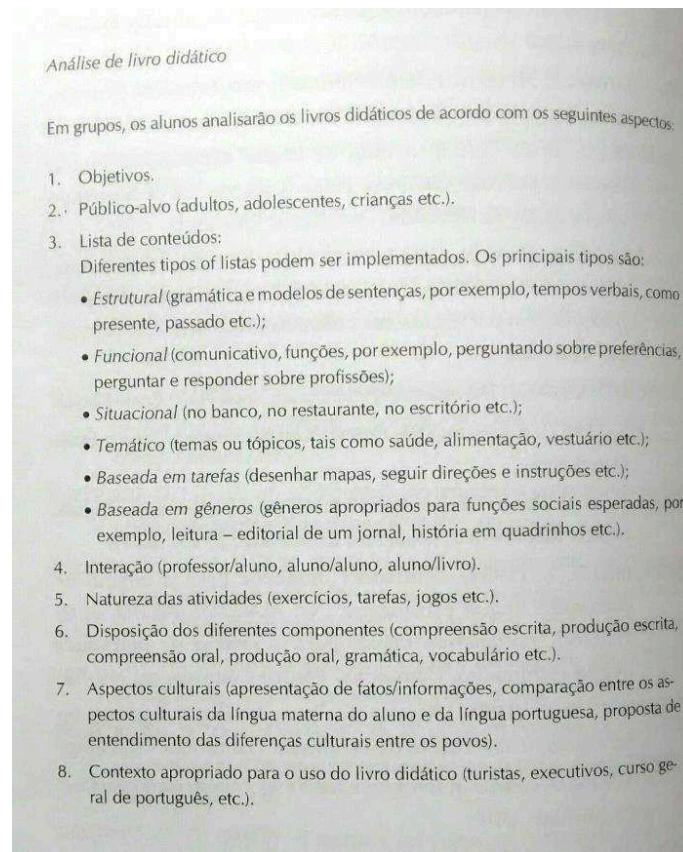 Análise de livro didático
Em grupos, os alunos analisarão os livros didáticos de acordo com os seguintes aspectos:
1. Objetivos.
2. Público-alvo (adultos, adolescentes, crianças etc.).
3. Lista de conteúdos:
Diferentes tipos of listas podem ser implementados. Os principais tipos são:
• Estrutural (gramática e modelos de sentenças, por exemplo, tempos verbais, como
presente, passado etc.);
• Funcional (comunicativo, funções, por exemplo, perguntando sobre preferências,
perguntar e responder sobre profissões);
• Situacional (no banco, no restaurante, no escritório etc.);
• Temático (temas ou tópicos, tais como saúde, alimentação, vestuário etc.);
• Baseada em tarefas (desenhar mapas, seguir direções e instruções etc.);
• Baseada em gêneros (gêneros apropriados para funções sociais esperadas, por
exemplo, leitura – editorial de um jornal, história em quadrinhos etc.).
4. Interação (professor/aluno, aluno/aluno, aluno/livro).
5. Natureza das atividades (exercícios, tarefas, jogos etc.).
6. Disposição dos diferentes componentes (compreensão escrita, produção escrita,
compreensão oral, produção oral, gramática, vocabulário etc.).
7. Aspectos culturais (apresentação de fatos/informações, comparação entre os as-
pectos culturais da língua materna do aluno e da língua portuguesa, proposta de
entendimento das diferenças culturais entre os povos).
8. Contexto apropriado para o uso do livro didático (turistas, executivos, curso ge-
ral de português, etc.).